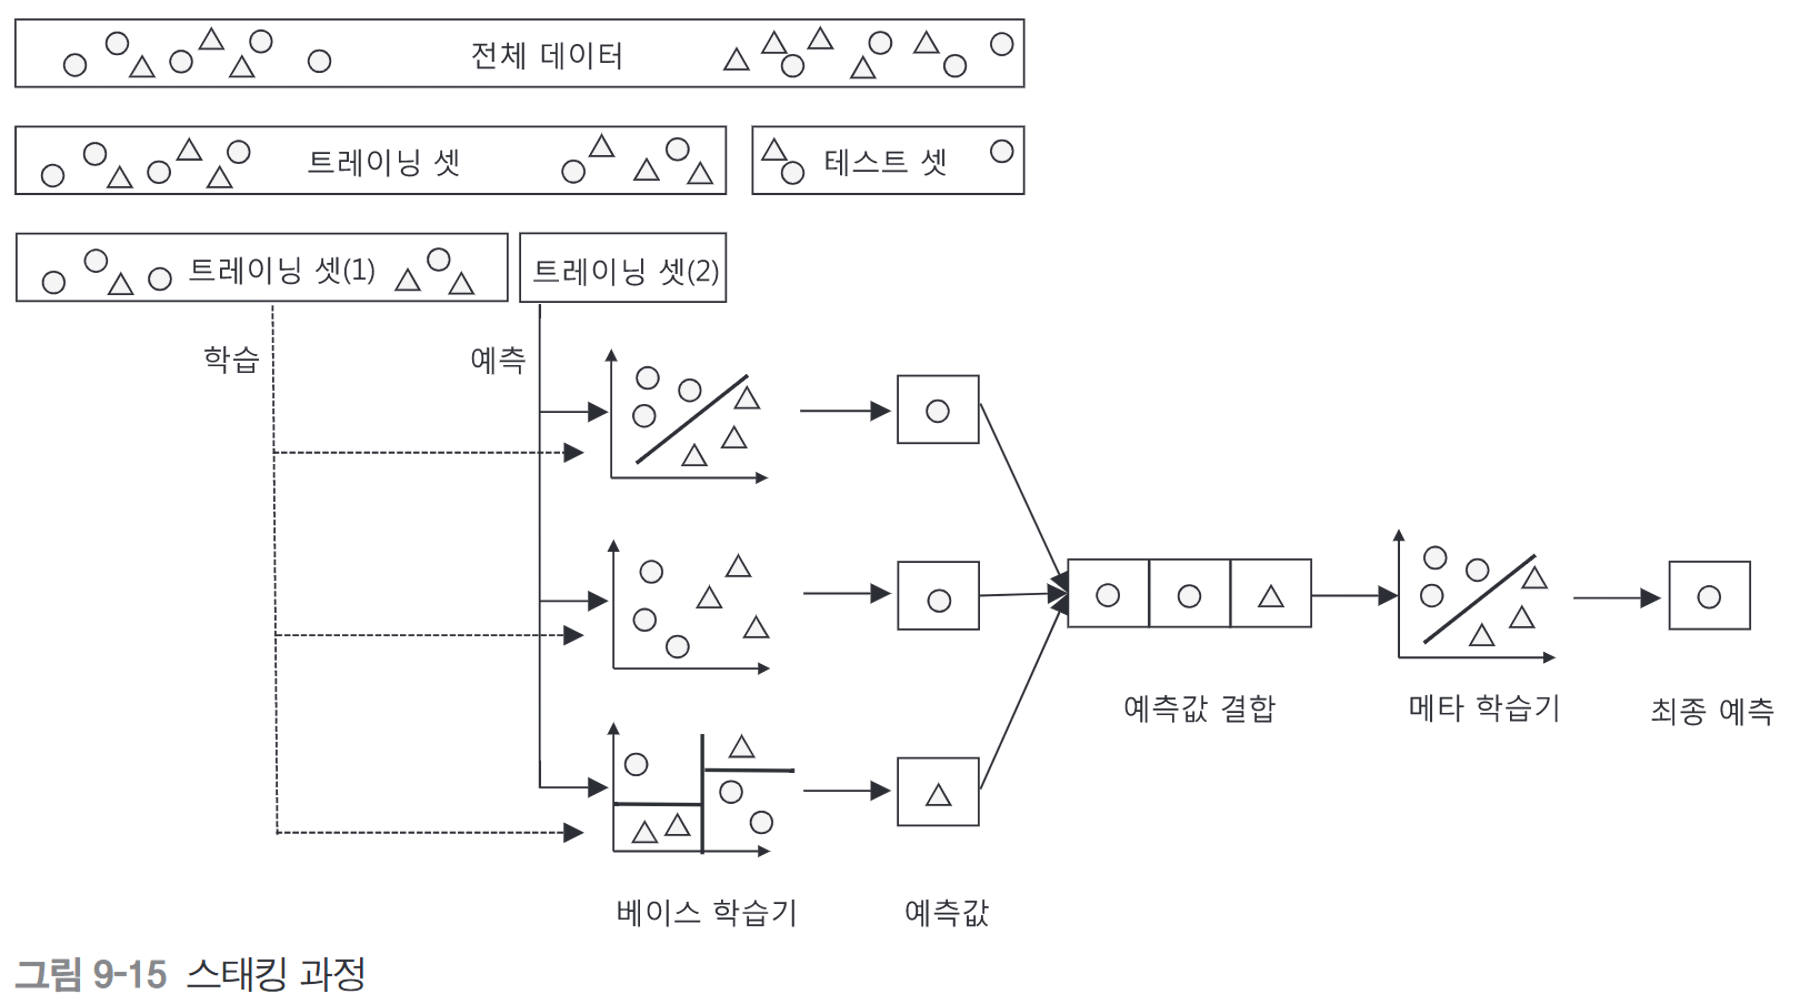 전체 데이터
트레이닝 셋
테스트 셋
트레이닝 셋(1)
트레이닝 셋(2)
학습
예측
예측값 결합
메타 학습기
최종 예측
베이스 학습기
예측값
그림 9-15 스태킹 과정